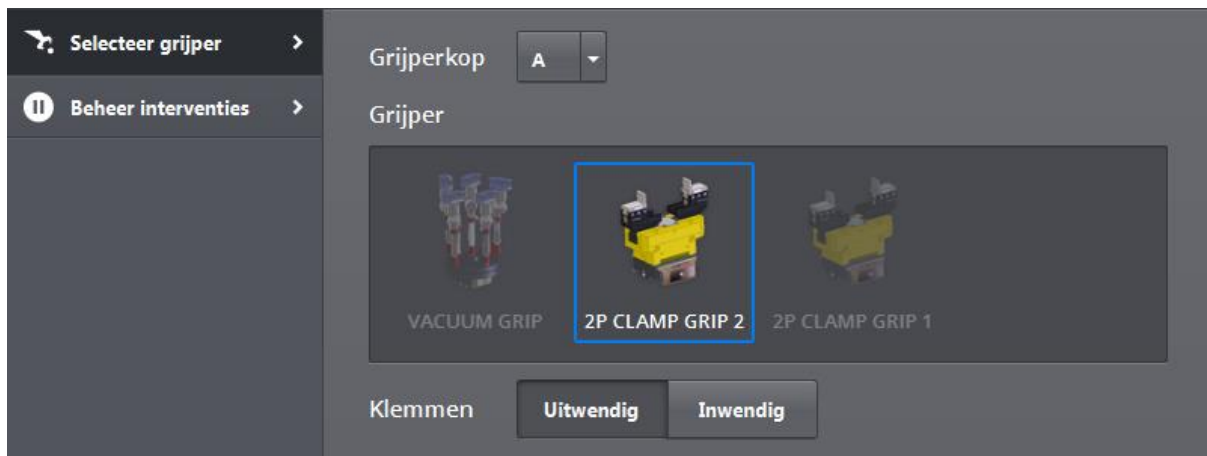 Selecteer grijper
Beheer interventies
Grijperkop A
Grijper
VACUUM GRIP 2P CLAMP GRIP 2 2P CLAMP GRIP 1
Klemmen Uitwendig Inwendig